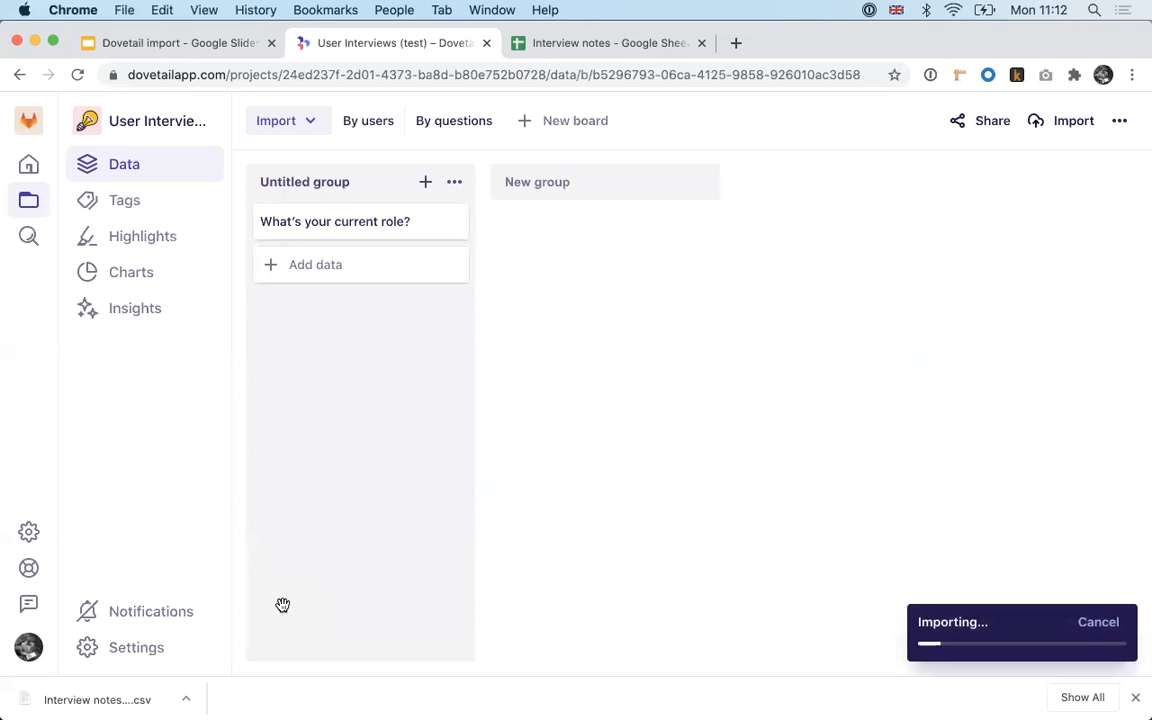 Chrome File Edit View History Bookmarks People Tab Window Help Mon 11:12
Dovetail import - Google Slide
User Interviews (test) – Doveta
Interview notes - Google Shee
dovetailapp.com/projects/24ed237f-2d01-4373-ba8d-b80e752b0728/data/b/b5296793-06ca-4125-9858-926010ac3d58
User Intervie...
Import By users By questions New board Share Import
Data
Tags
Highlights
Charts
Insights
Notifications
Settings
Untitled group
New group
What's your current role?
Add data
Importing... Cancel
Interview notes....csv
Show All